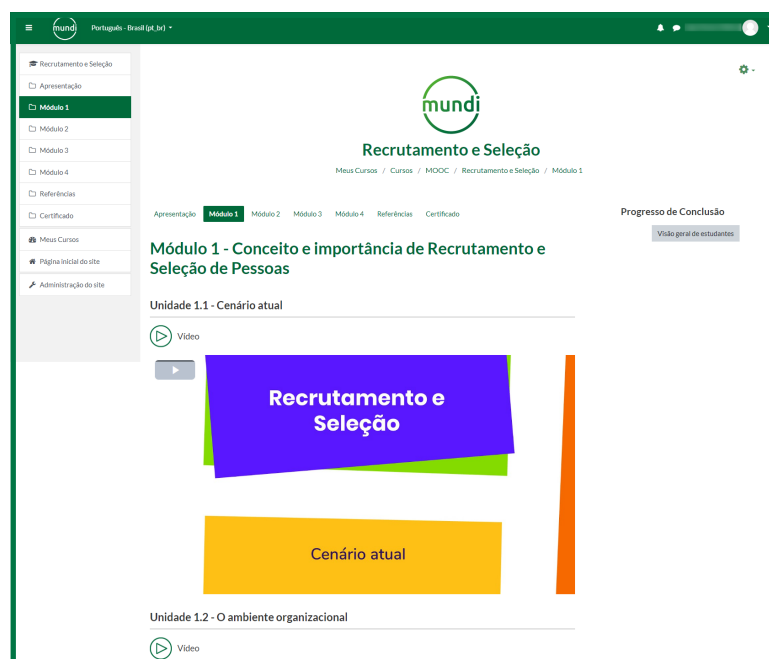 mundi
Português - Brasil (pt_br)
Recrutamento e Seleção
Apresentação
Módulo 1
Módulo 2
Módulo 3
Módulo 4
Referências
Certificado
Meus Cursos
Página inicial do site
Administração do site
mundi
Recrutamento e Seleção
Meus Cursos / Cursos / MOOC / Recrutamento e Seleção / Módulo 1
Apresentação Módulo 1 Módulo 2 Módulo 3 Módulo 4 Referências Certificado
Módulo 1 - Conceito e importância de Recrutamento e
Seleção de Pessoas
Unidade 1.1 - Cenário atual
Vídeo
Recrutamento e
Seleção
Cenário atual
Unidade 1.2 - O ambiente organizacional
Vídeo
Progresso de Conclusão
Visão geral de estudantes